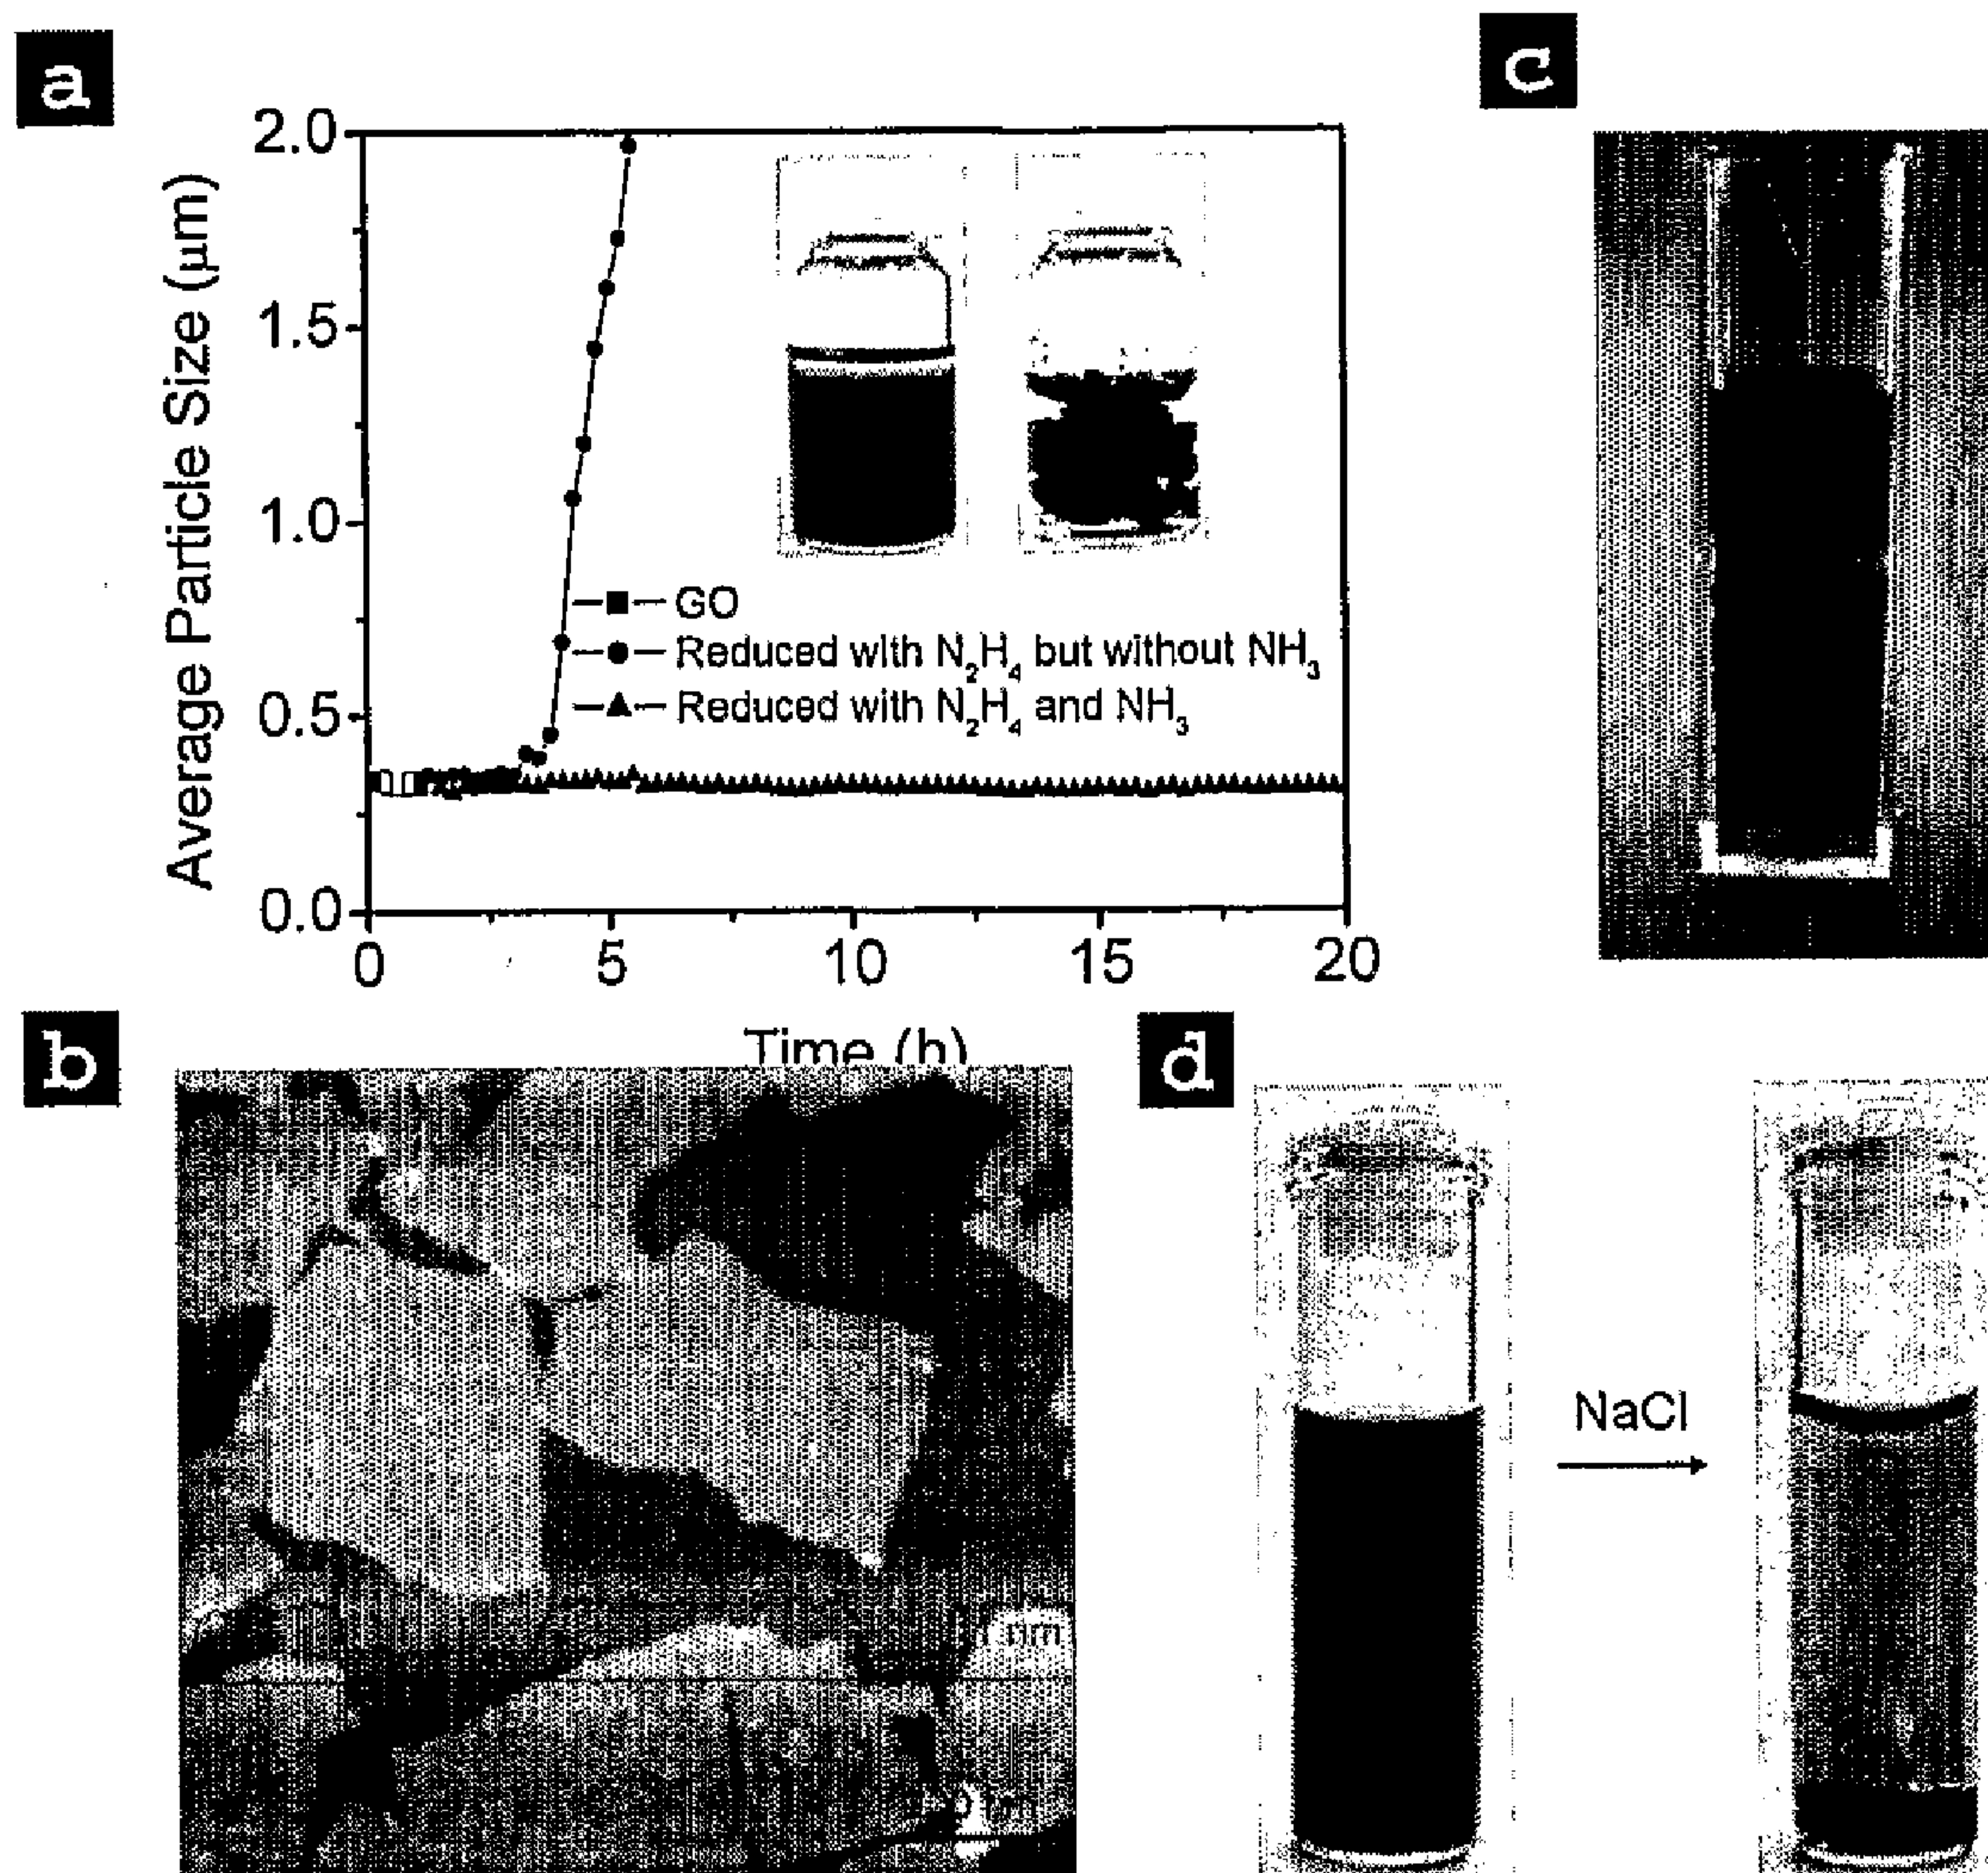 a
c
2.0
1.5
1.0
0.5
0.0
Average Particle Size (μm)
GO
Reduced with N₂H₄ but without NH₃
Reduced with N₂H₄ and NH₃
0 5 10 15 20
Time (h)
b
d
NaCl
nm